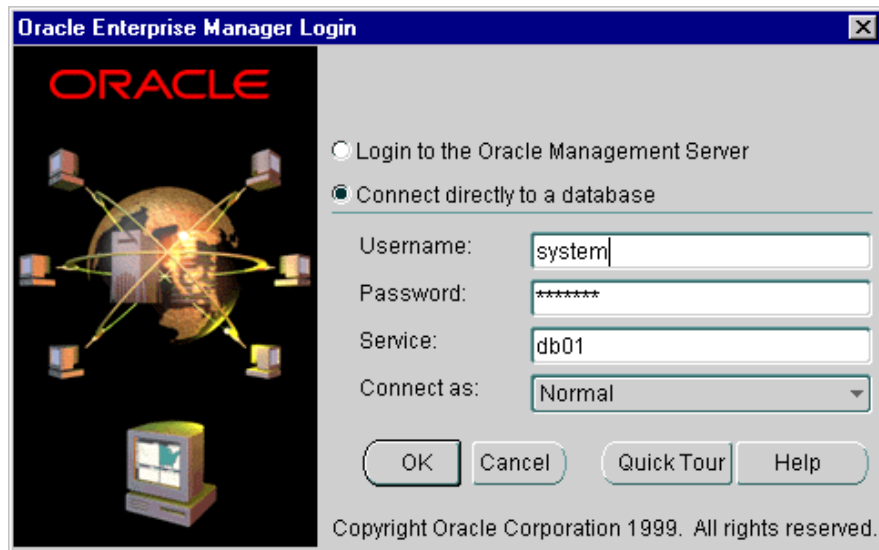 Oracle Enterprise Manager Login
ORACLE
Login to the Oracle Management Server
Connect directly to a database
Username: system
Password: *******
Service: db01
Connect as: Normal
OK Cancel Quick Tour Help
Copyright Oracle Corporation 1999. All rights reserved.